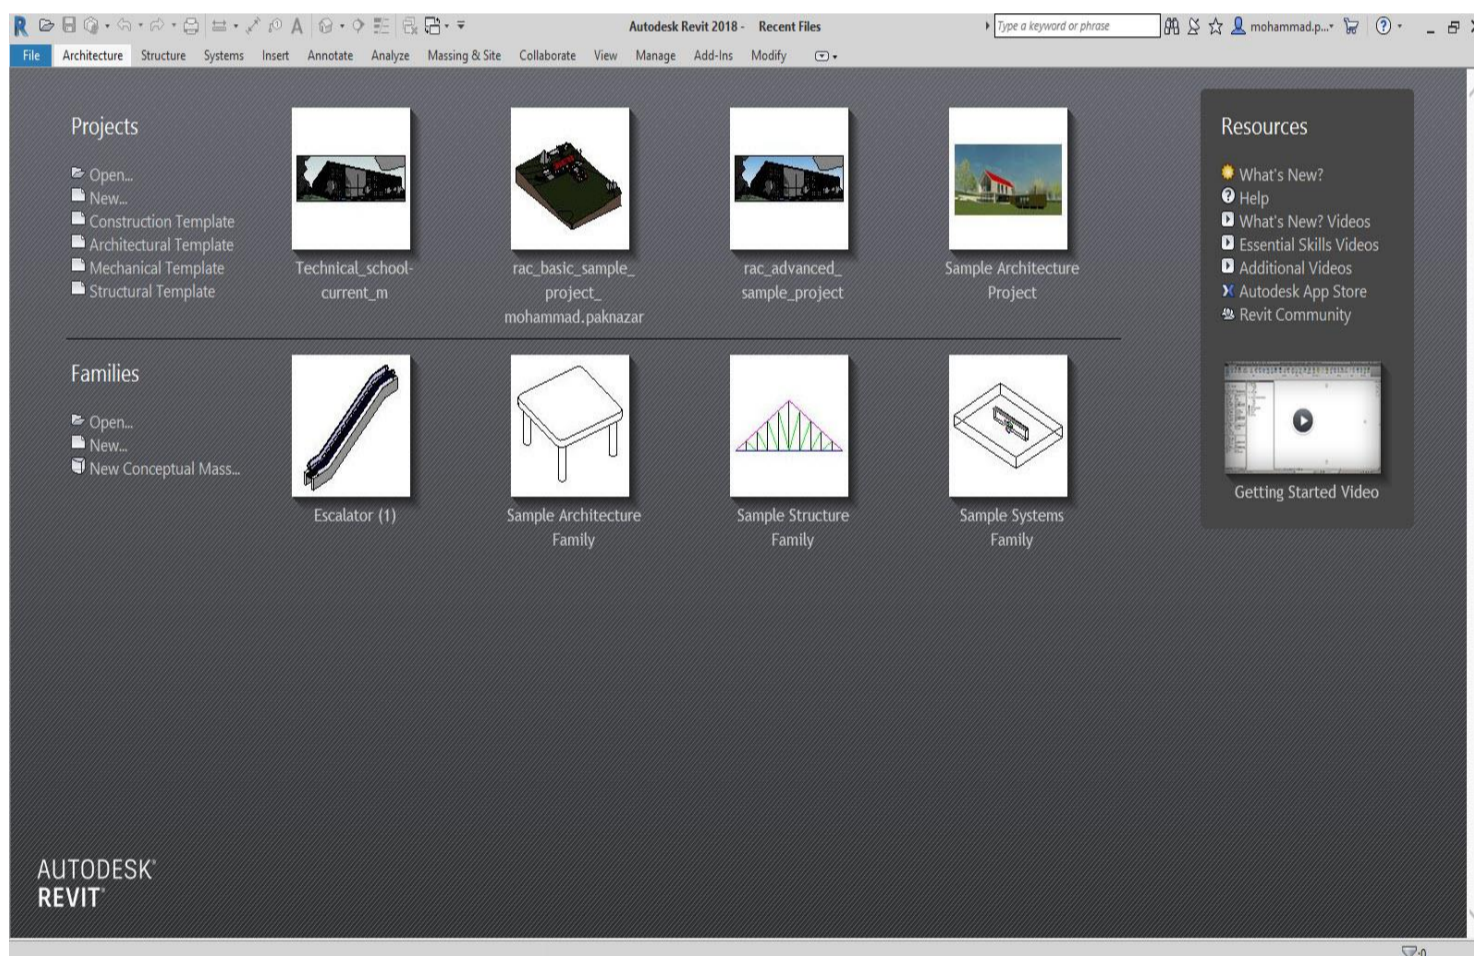 Autodesk Revit 2018 - Recent Files
Type a keyword or phrase
mohammad.p...
File Architecture Structure Systems Insert Annotate Analyze Massing & Site Collaborate View Manage Add-Ins Modify
Projects
Open...
New...
Construction Template
Architectural Template
Mechanical Template
Structural Template
Technical_school-
current_m
rac_basic_sample_
project_
mohammad.paknazar
rac_advanced_
sample_project
Sample Architecture
Project
Families
Open...
New...
New Conceptual Mass...
Escalator (1)
Sample Architecture
Family
Sample Structure
Family
Sample Systems
Family
Resources
What's New?
Help
What's New? Videos
Essential Skills Videos
Additional Videos
Autodesk App Store
Revit Community
Getting Started Video
AUTODESK®
REVIT®
:0